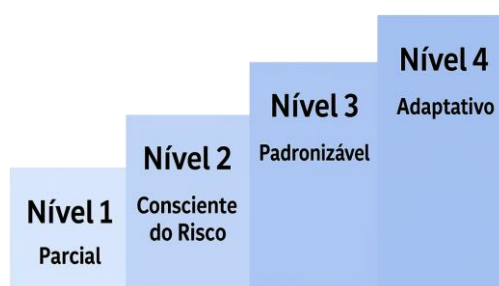 Nível 1
Parcial
Nível 2
Consciente
do Risco
Nível 3
Padronizável
Nível 4
Adaptativo